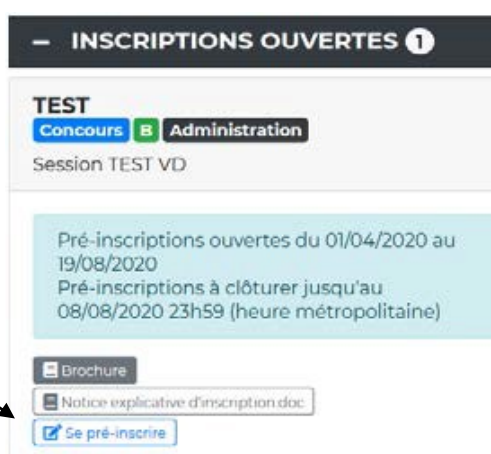 – INSCRIPTIONS OUVERTES 1
TEST
Concours B Administration
Session TEST VD
Pré-inscriptions ouvertes du 01/04/2020 au
19/08/2020
Pré-inscriptions à clôturer jusqu'au
08/08/2020 23h59 (heure métropolitaine)
Brochure
Notice explicative d'inscription.doc
Se pré-inscrire